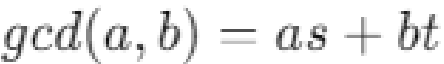 gcd(a, b) = as + bt